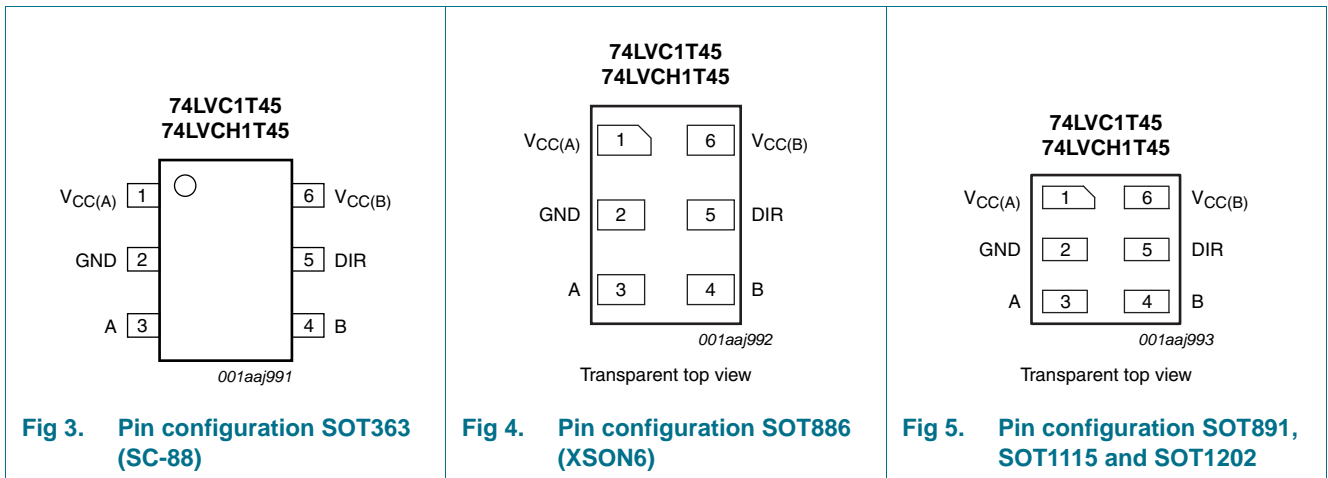 74LVC1T45
74LVCH1T45
VCC(A) 1 6 VCC(B)
GND 2 5 DIR
A 3 4 B
001aaj991
Fig 3. Pin configuration SOT363
(SC-88)
74LVC1T45
74LVCH1T45
VCC(A) 1 6 VCC(B)
GND 2 5 DIR
A 3 4 B
001aaj992
Transparent top view
Fig 4. Pin configuration SOT886
(XSON6)
74LVC1T45
74LVCH1T45
VCC(A) 1 6 VCC(B)
GND 2 5 DIR
A 3 4 B
001aaj993
Transparent top view
Fig 5. Pin configuration SOT891,
SOT1115 and SOT1202